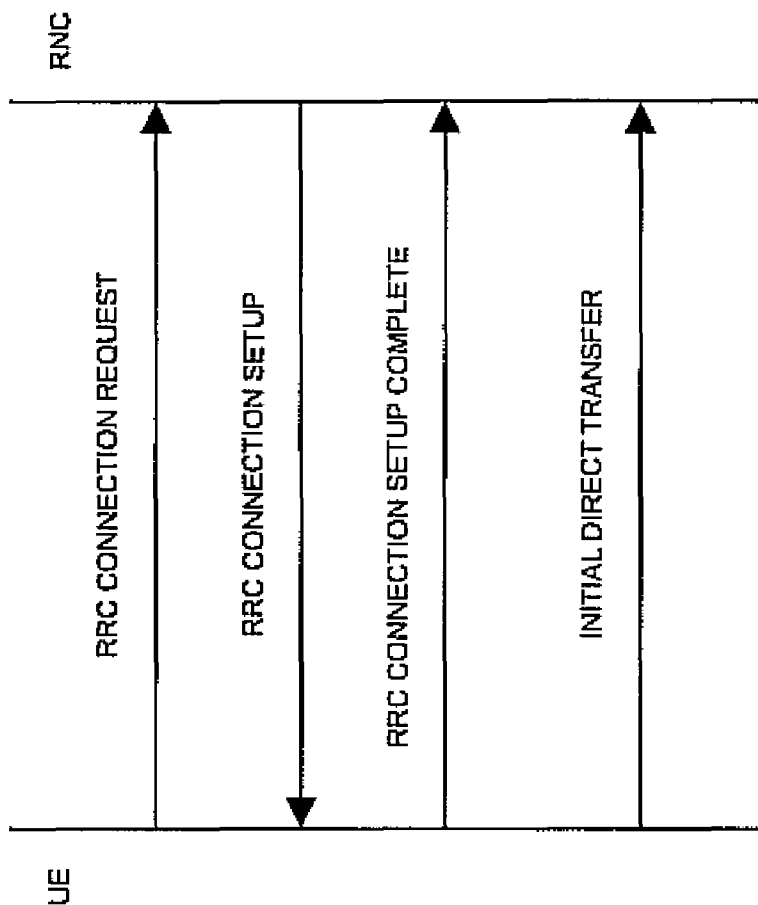 UE
RNC
RRC CONNECTION REQUEST
RRC CONNECTION SETUP
RRC CONNECTION SETUP COMPLETE
INITIAL DIRECT TRANSFER